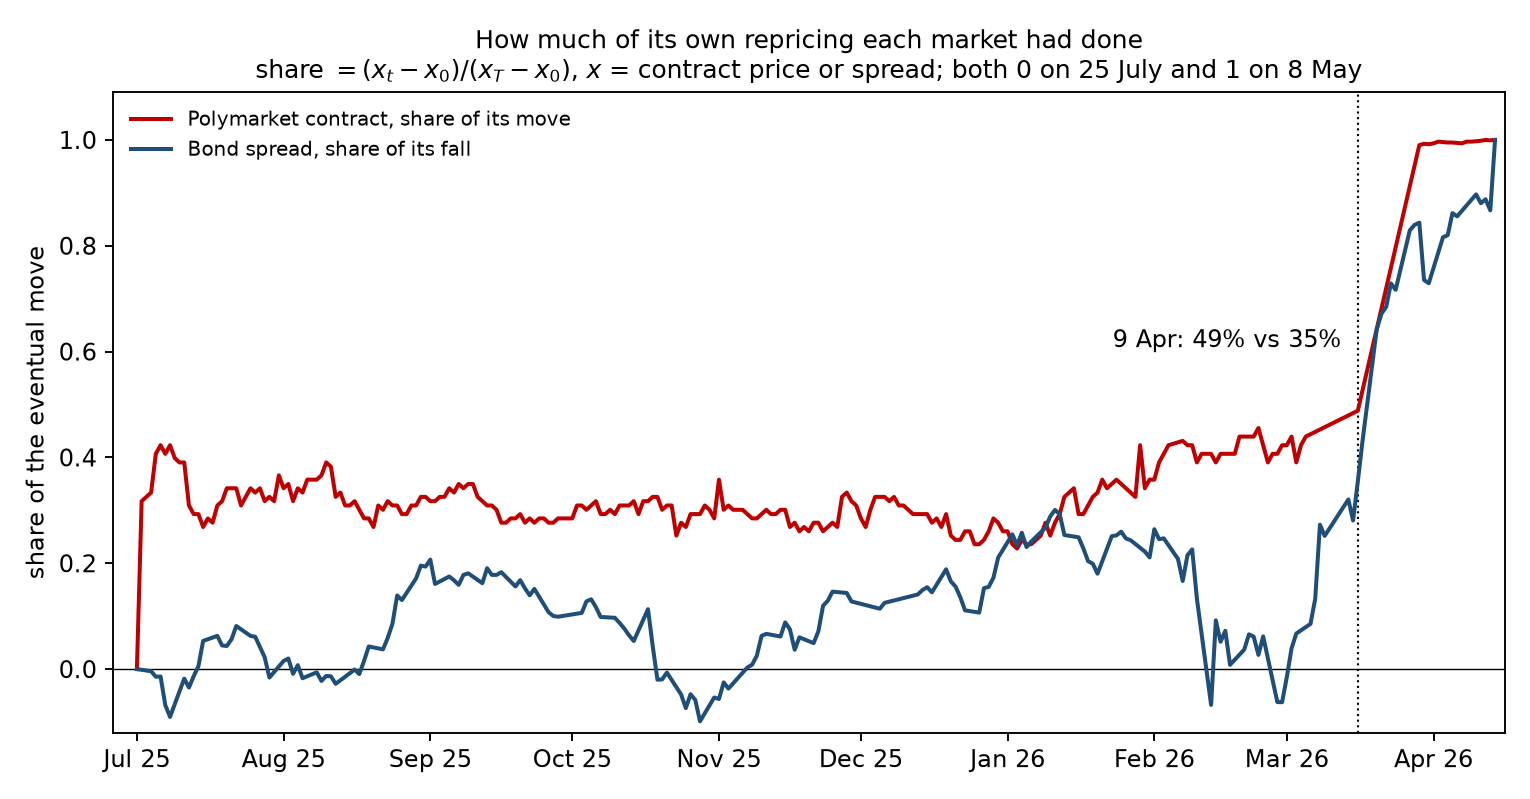 How much of its own repricing each market had done
share = (x_t − x_0)/(x_T − x_0), x = contract price or spread; both 0 on 25 July and 1 on 8 May
Polymarket contract, share of its move
Bond spread, share of its fall
share of the eventual move
1.0
0.8
0.6
0.4
0.2
0.0
9 Apr: 49% vs 35%
Jul 25 Aug 25 Sep 25 Oct 25 Nov 25 Dec 25 Jan 26 Feb 26 Mar 26 Apr 26